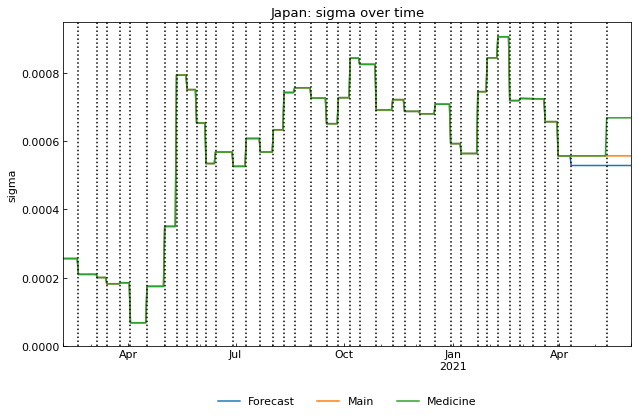 Japan: sigma over time
sigma
0.0008
0.0006
0.0004
0.0002
0.0000
Apr Jul Oct Jan Apr
2021
Forecast Main Medicine